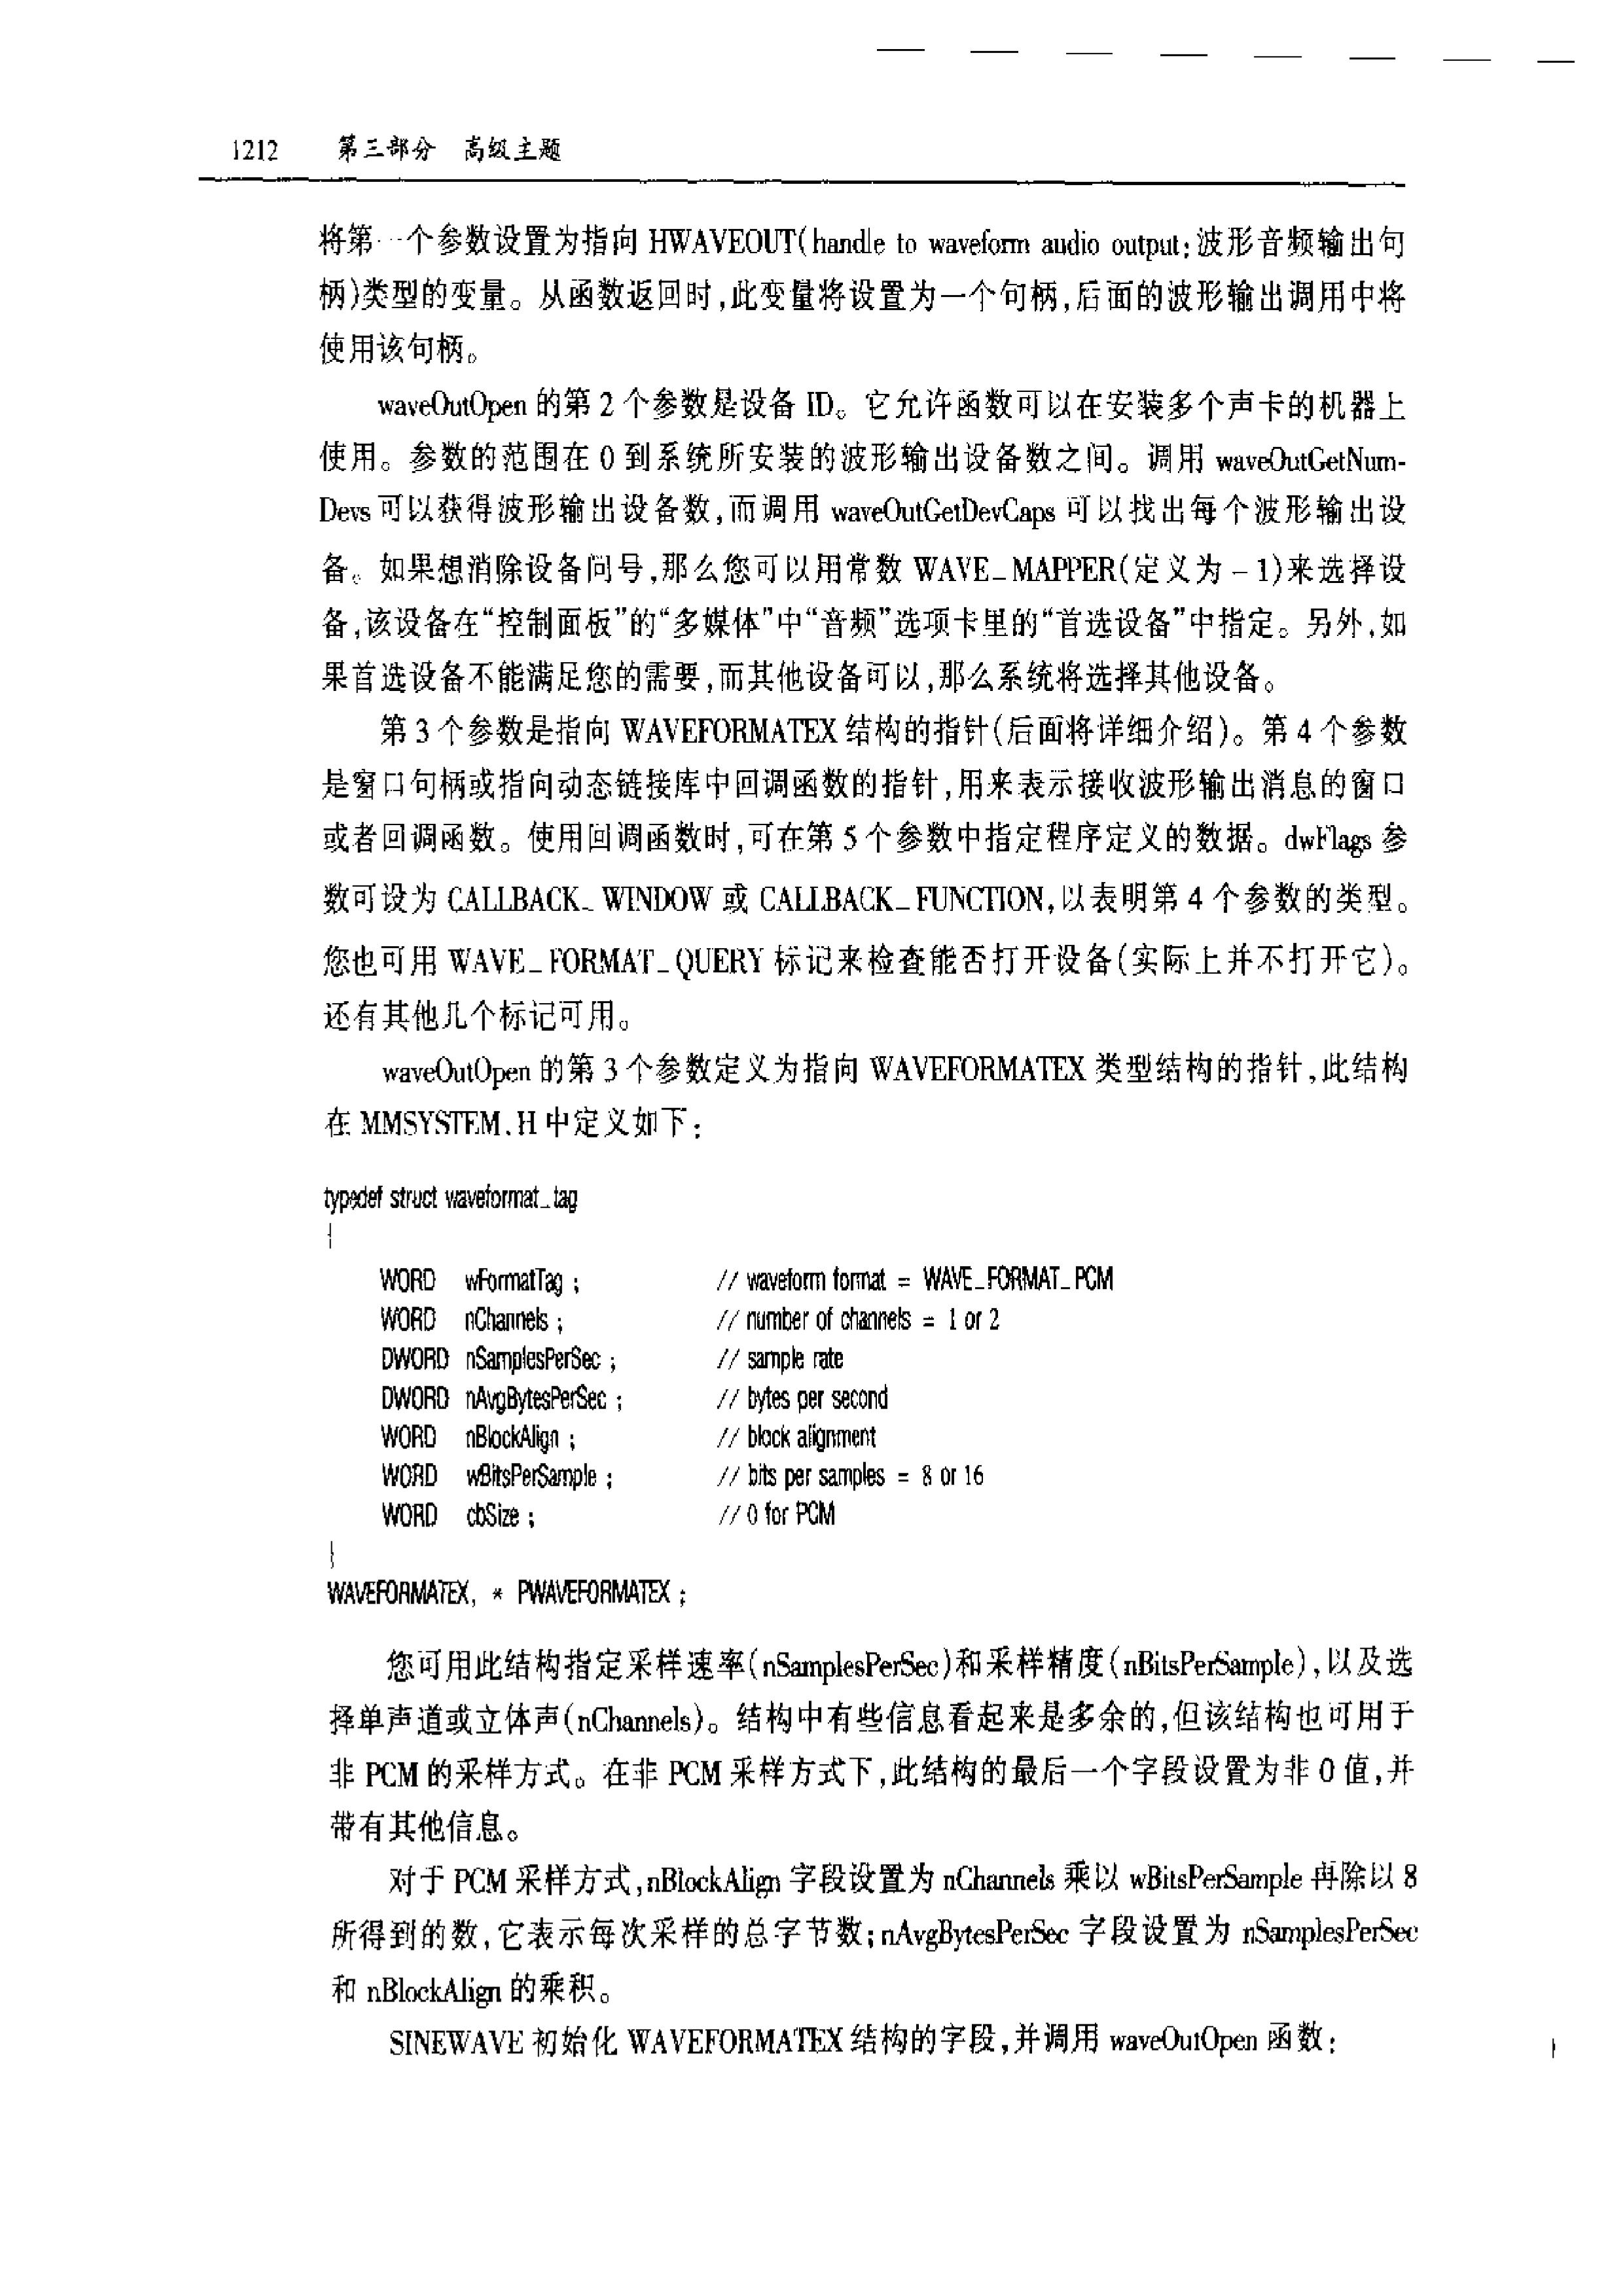 1212 第三部分 高级主题
将第一个参数设置为指向 HWAVEOUT(handle to waveform audio output:波形音频输出句
柄)类型的变量。从函数返回时,此变量将设置为一个句柄,后面的波形输出调用中将
使用该句柄。
waveOutOpen 的第 2 个参数是设备 ID。它允许函数可以在安装多个声卡的机器上
使用。参数的范围在 0 到系统所安装的波形输出设备数之间。调用 waveOutGetNum-
Devs 可以获得波形输出设备数,而调用 waveOutGetDevCaps 可以找出每个波形输出设
备。如果想消除设备问号,那么您可以用常数 WAVE_MAPPER(定义为 -1)来选择设
备,该设备在“控制面板”的“多媒体”中“音频”选项卡里的“首选设备”中指定。另外,如
果首选设备不能满足您的需要,而其他设备可以,那么系统将选择其他设备。
第 3 个参数是指向 WAVEFORMATEX 结构的指针(后面将详细介绍)。第 4 个参数
是窗口句柄或指向动态链接库中回调函数的指针,用来表示接收波形输出消息的窗口
或者回调函数。使用回调函数时,可在第 5 个参数中指定程序定义的数据。dwFlags 参
数可设为 CALLBACK_WINDOW 或 CALLBACK_FUNCTION,以表明第 4 个参数的类型。
您也可用 WAVE_FORMAT_QUERY 标记来检查能否打开设备(实际上并不打开它)。
还有其他几个标记可用。
waveOutOpen 的第 3 个参数定义为指向 WAVEFORMATEX 类型结构的指针,此结构
在 MMSYSTEM.H 中定义如下:
typedef struct waveformat_tag
{
WORD wFormatTag ; // waveform format = WAVE_FORMAT_PCM
WORD nChannels ; // number of channels = 1 or 2
DWORD nSamplesPerSec ; // sample rate
DWORD nAvgBytesPerSec ; // bytes per second
WORD nBlockAlign ; // block alignment
WORD wBitsPerSample ; // bits per samples = 8 or 16
WORD cbSize ; // 0 for PCM
}
WAVEFORMATEX, * PWAVEFORMATEX ;
您可用此结构指定采样速率(nSamplesPerSec)和采样精度(nBitsPerSample),以及选
择单声道或立体声(nChannels)。结构中有些信息看起来是多余的,但该结构也可用于
非 PCM 的采样方式。在非 PCM 采样方式下,此结构的最后一个字段设置为非 0 值,并
带有其他信息。
对于 PCM 采样方式,nBlockAlign 字段设置为 nChannels 乘以 wBitsPerSample 再除以 8
所得到的数,它表示每次采样的总字节数;nAvgBytesPerSec 字段设置为 nSamplesPerSec
和 nBlockAlign 的乘积。
SINEWAVE 初始化 WAVEFORMATEX 结构的字段,并调用 waveOutOpen 函数: